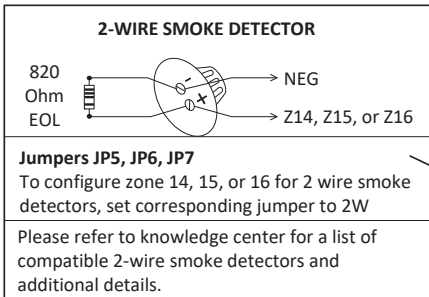 2-WIRE SMOKE DETECTOR
820
Ohm
EOL
-
+
NEG
Z14, Z15, or Z16
Jumpers JP5, JP6, JP7
To configure zone 14, 15, or 16 for 2 wire smoke
detectors, set corresponding jumper to 2W
Please refer to knowledge center for a list of
compatible 2-wire smoke detectors and
additional details.